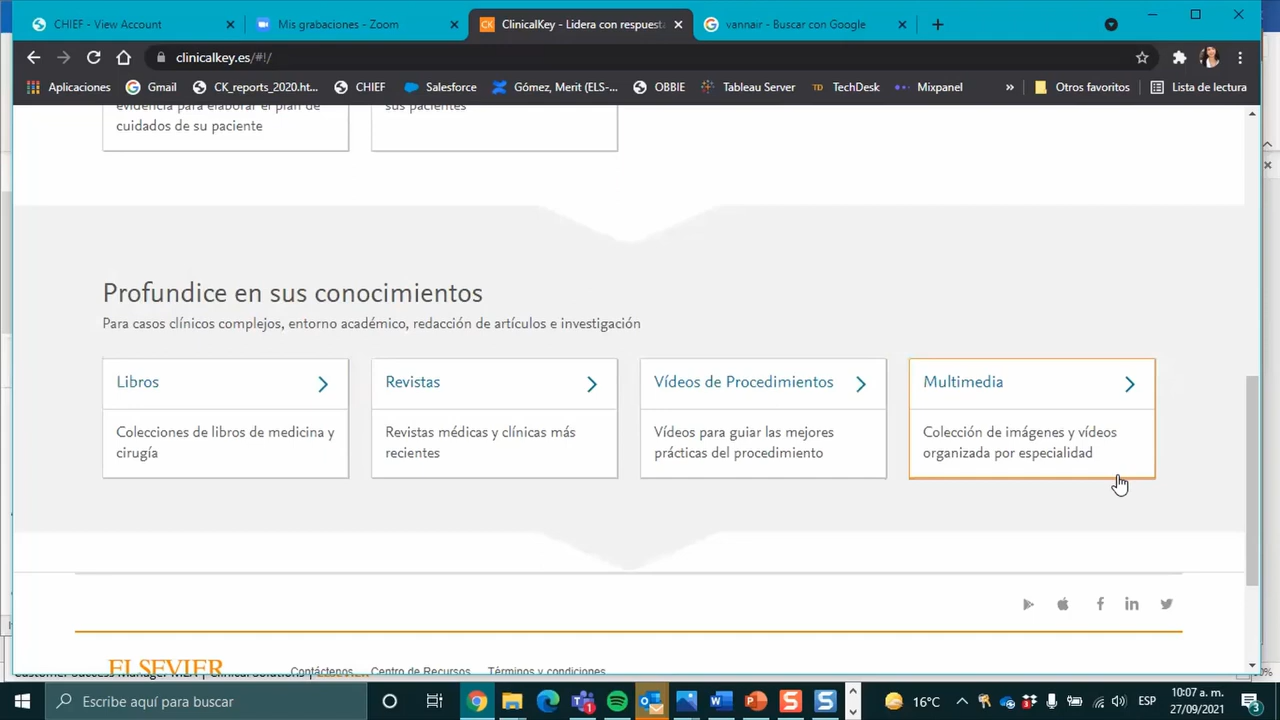 CHIEF - View Account
Mis grabaciones - Zoom
ClinicalKey - Lidera con respuesta
vannair - Buscar con Google
clinicalkey.es/#!/
Aplicaciones
Gmail
CK_reports_2020.ht...
CHIEF
Salesforce
Gómez, Merit (ELS-...
OBBIE
Tableau Server
TD TechDesk
Mixpanel
»
Otros favoritos
Lista de lectura
evidencia para elaborar el plan de
cuidados de su paciente
sus pacientes
Profundice en sus conocimientos
Para casos clínicos complejos, entorno académico, redacción de artículos e investigación
Libros
Colecciones de libros de medicina y
cirugía
Revistas
Revistas médicas y clínicas más
recientes
Vídeos de Procedimientos
Vídeos para guiar las mejores
prácticas del procedimiento
Multimedia
Colección de imágenes y vídeos
organizada por especialidad
ELSEVIER
Contáctenos
Centro de Recursos
Términos y condiciones
Escribe aquí para buscar
16°C
ESP
10:07 a. m.
27/09/2021
3